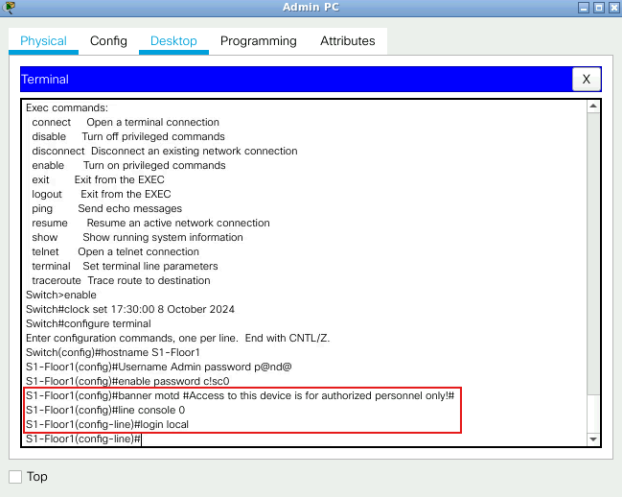 Admin PC
Physical Config Desktop Programming Attributes
Terminal
X
Exec commands:
connect Open a terminal connection
disable Turn off privileged commands
disconnect Disconnect an existing network connection
enable Turn on privileged commands
exit Exit from the EXEC
logout Exit from the EXEC
ping Send echo messages
resume Resume an active network connection
show Show running system information
telnet Open a telnet connection
terminal Set terminal line parameters
traceroute Trace route to destination
Switch>enable
Switch#clock set 17:30:00 8 October 2024
Switch#configure terminal
Enter configuration commands, one per line. End with CNTL/Z.
Switch(config)#hostname S1-Floor1
S1-Floor1(config)#Username Admin password p@nd@
S1-Floor1(config)#enable password c!sc0
S1-Floor1(config)#banner motd #Access to this device is for authorized personnel only!#
S1-Floor1(config)#line console 0
S1-Floor1(config-line)#login local
S1-Floor1(config-line)#
Top